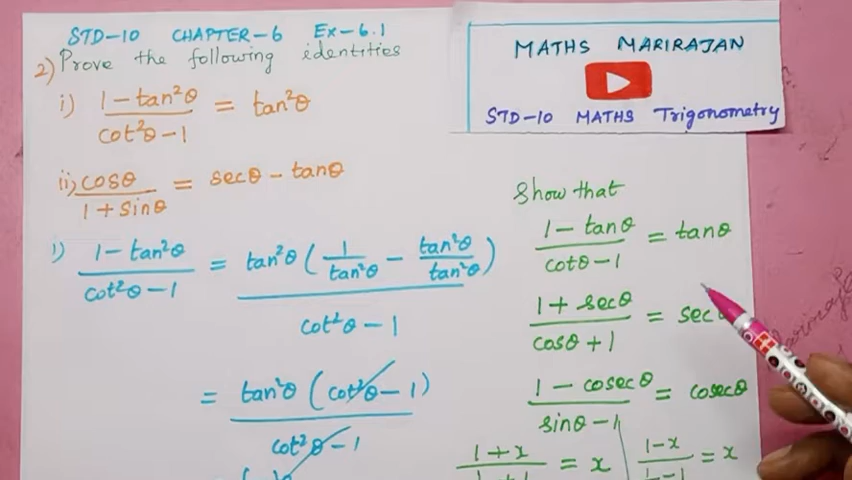 STD-10 CHAPTER-6 Ex-6.1
2) Prove the following identities
i) (1 - tan²θ)/(cot²θ - 1) = tan²θ
ii) cosθ/(1 + sinθ) = secθ - tanθ
i) (1 - tan²θ)/(cot²θ - 1) = tan²θ(1/tan²θ - tan²θ/tan²θ)/(cot²θ - 1)
= tan²θ(cot²θ - 1)/(cot²θ - 1)
MATHS MARIRAJAN
STD-10 MATHS Trigonometry
Show that
(1 - tanθ)/(cotθ - 1) = tanθ
(1 + secθ)/(cosθ + 1) = sec
(1 - cosecθ)/(sinθ - 1) = cosecθ
1 + x = x
1 - x = x